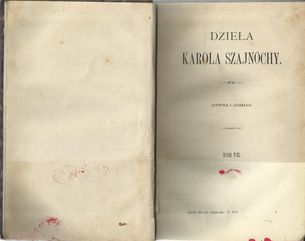 DZIEŁA
KAROLA SZAJNOCHY.
JADWIGA I JAGIEŁŁO.
TOM VII.